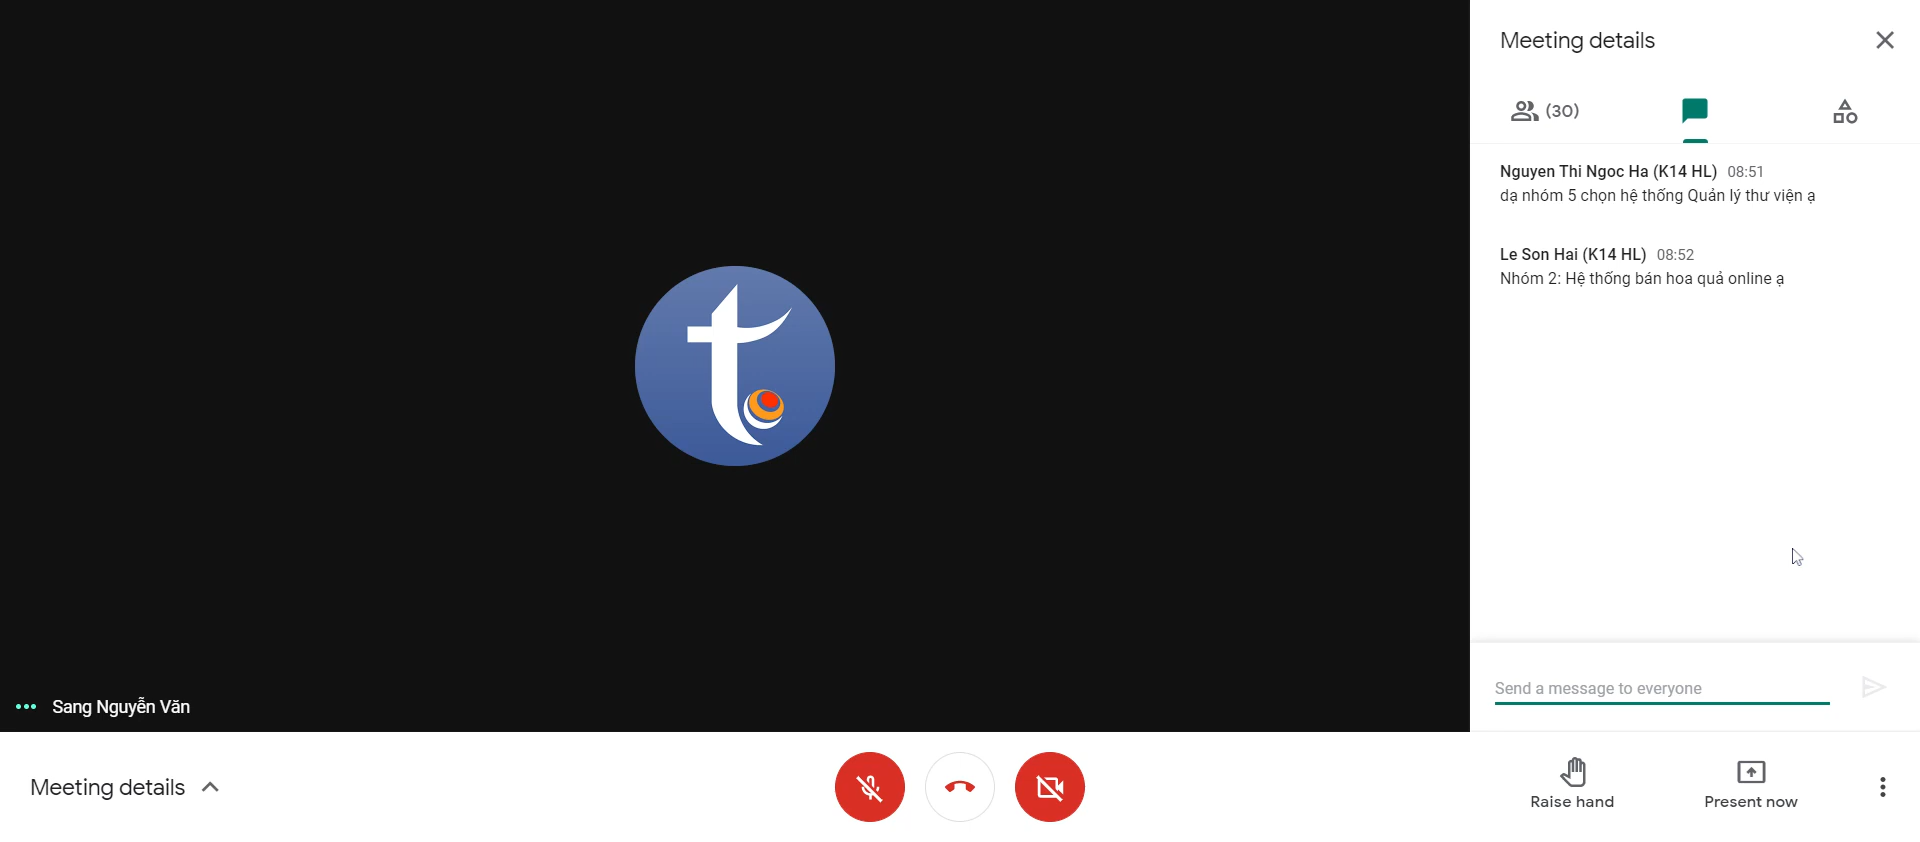 Meeting details
(30)
Nguyen Thi Ngoc Ha (K14 HL) 08:51
dạ nhóm 5 chọn hệ thống Quản lý thư viện ạ
Le Son Hai (K14 HL) 08:52
Nhóm 2: Hệ thống bán hoa quả online ạ
Send a message to everyone
Sang Nguyễn Văn
Meeting details
Raise hand
Present now